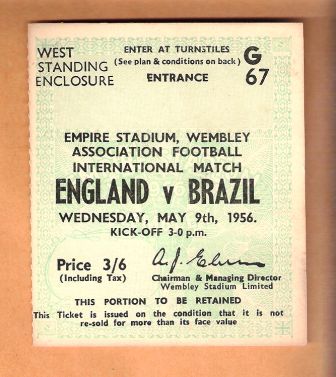 WEST
STANDING
ENCLOSURE
ENTER AT TURNSTILES
(See plan & conditions on back)
ENTRANCE
G
67
EMPIRE STADIUM, WEMBLEY
ASSOCIATION FOOTBALL
INTERNATIONAL MATCH
ENGLAND v BRAZIL
WEDNESDAY, MAY 9th, 1956.
KICK-OFF 3-0 p.m.
Price 3/6
(Including Tax)
Chairman & Managing Director
Wembley Stadium Limited
THIS PORTION TO BE RETAINED
This Ticket is issued on the condition that it is not
re-sold for more than its face value